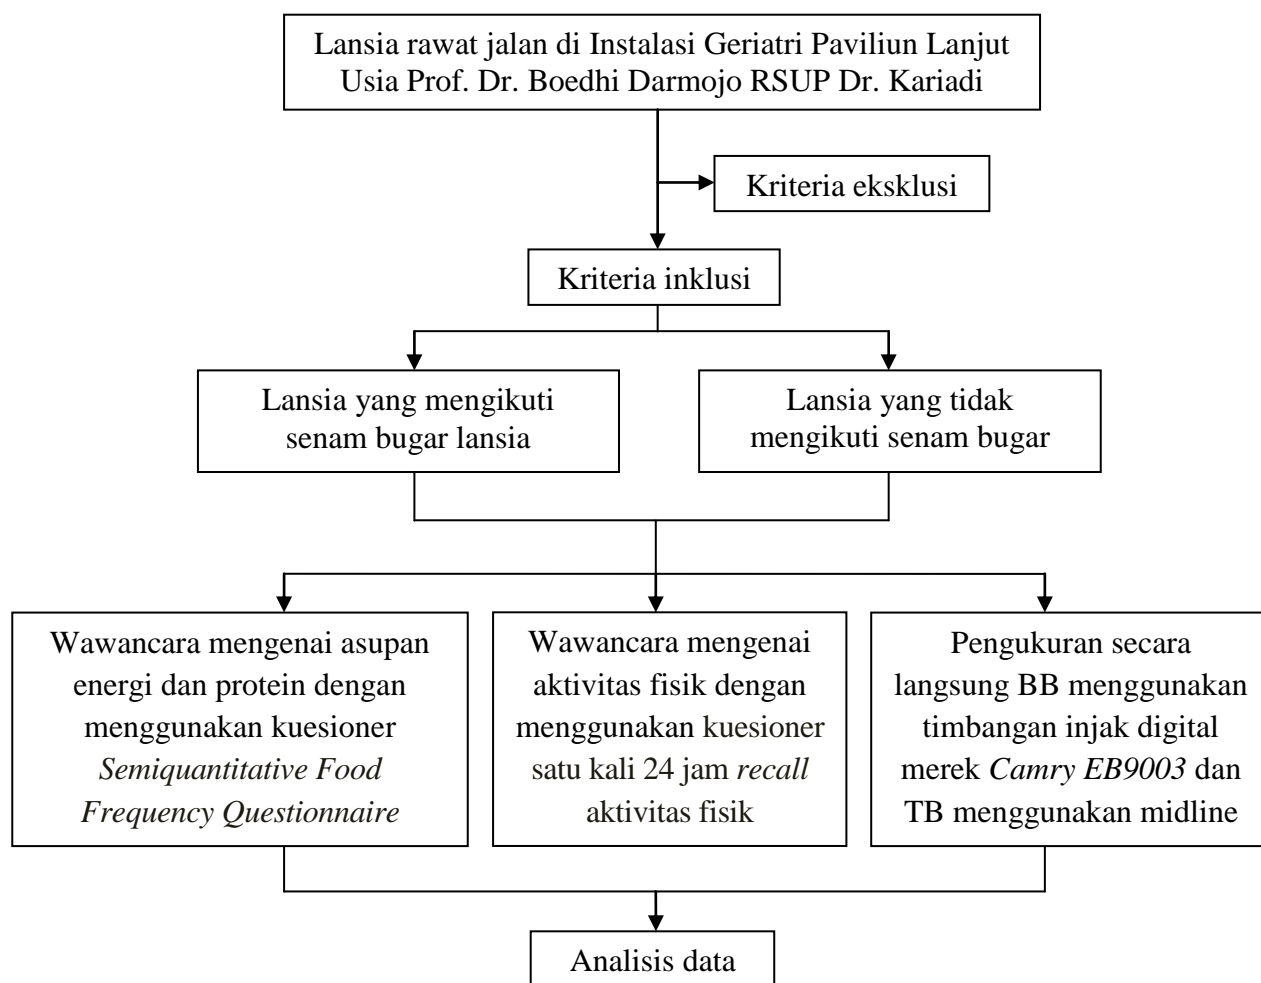 Lansia rawat jalan di Instalasi Geriatri Paviliun Lanjut
Usia Prof. Dr. Boedhi Darmojo RSUP Dr. Kariadi
Kriteria eksklusi
Kriteria inklusi
Lansia yang mengikuti
senam bugar lansia
Lansia yang tidak
mengikuti senam bugar
Wawancara mengenai asupan
energi dan protein dengan
menggunakan kuesioner
Semiquantitative Food
Frequency Questionnaire
Wawancara mengenai
aktivitas fisik dengan
menggunakan kuesioner
satu kali 24 jam recall
aktivitas fisik
Pengukuran secara
langsung BB menggunakan
timbangan injak digital
merek Camry EB9003 dan
TB menggunakan midline
Analisis data